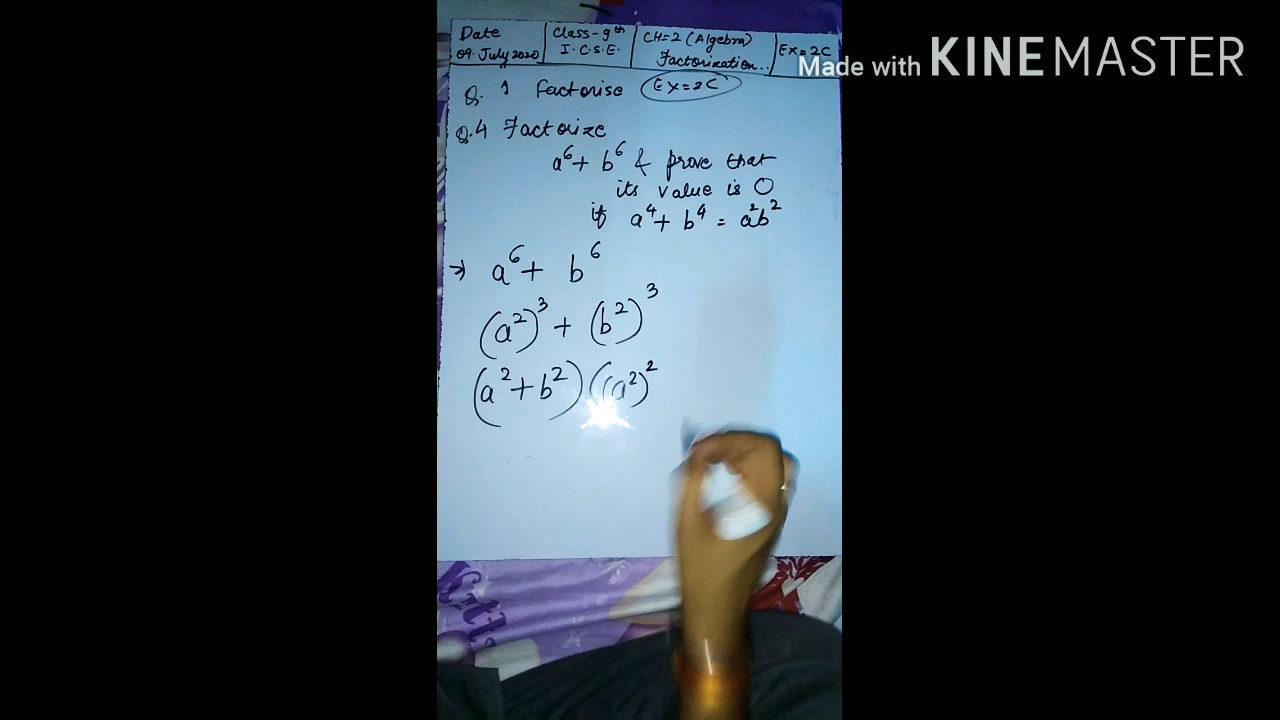 Date
09. July 2020
Class-9th
I.C.S.E.
CH=2 (Algebra)
Factorization...
Ex=2C
Made with KINEMASTER
Q. 1 Factorise Ex=2C
Q.4 Factorize
a⁶ + b⁶ & prove that
its value is 0
if a⁴ + b⁴ = a²b²
→ a⁶ + b⁶
(a²)³ + (b²)³
(a² + b²) ((a²)²